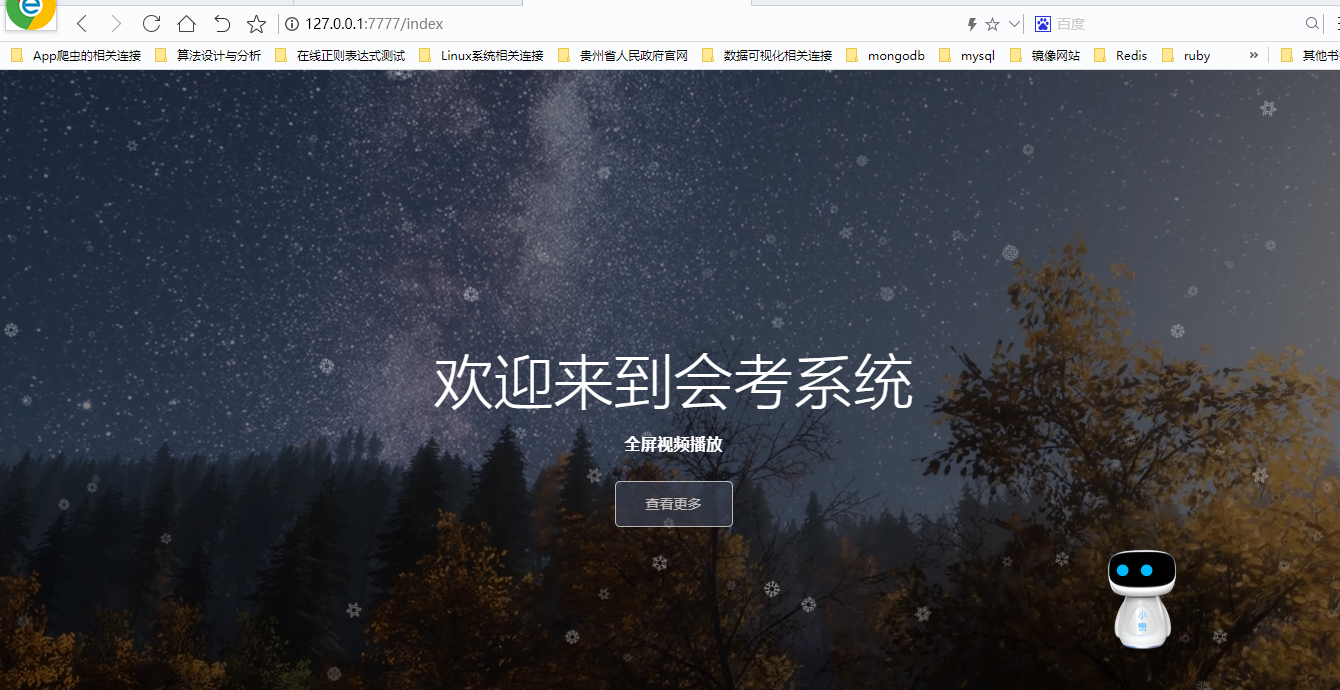 127.0.0.1:7777/index
百度
App爬虫的相关连接 算法设计与分析 在线正则表达式测试 Linux系统相关连接 贵州省人民政府官网 数据可视化相关连接 mongodb mysql 镜像网站 Redis ruby » 其他书
欢迎来到会考系统
全屏视频播放
查看更多
小
贵